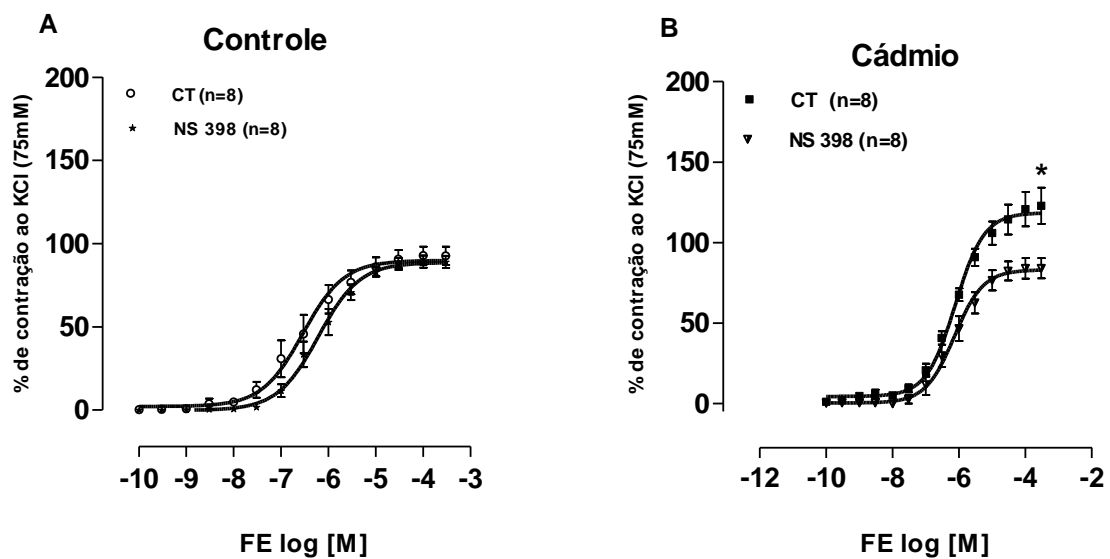 A
Controle
CT (n=8)
NS 398 (n=8)
% de contração ao KCl (75mM)
200
150
100
50
0
-10 -9 -8 -7 -6 -5 -4 -3
FE log [M]
B
Cádmio
CT (n=8)
NS 398 (n=8)
*
% de contração ao KCl (75mM)
200
150
100
50
0
-12 -10 -8 -6 -4 -2
FE log [M]